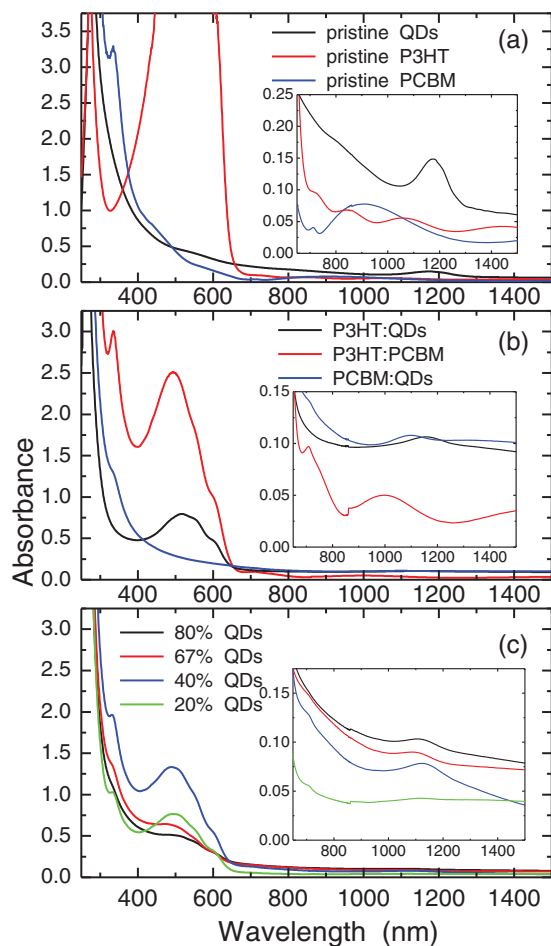 3.5
3.0
2.5
2.0
1.5
1.0
0.5
0.0
pristine QDs
pristine P3HT
pristine PCBM
(a)
0.25
0.20
0.15
0.10
0.05
0.00
800 1000 1200 1400
400 600 800 1000 1200 1400
3.0
2.5
2.0
1.5
1.0
0.5
0.0
P3HT:QDs
P3HT:PCBM
PCBM:QDs
(b)
0.15
0.10
0.05
0.00
800 1000 1200 1400
400 600 800 1000 1200 1400
Absorbance
3.0
2.5
2.0
1.5
1.0
0.5
0.0
80% QDs
67% QDs
40% QDs
20% QDs
(c)
0.15
0.10
0.05
0.00
800 1000 1200 1400
400 600 800 1000 1200 1400
Wavelength (nm)